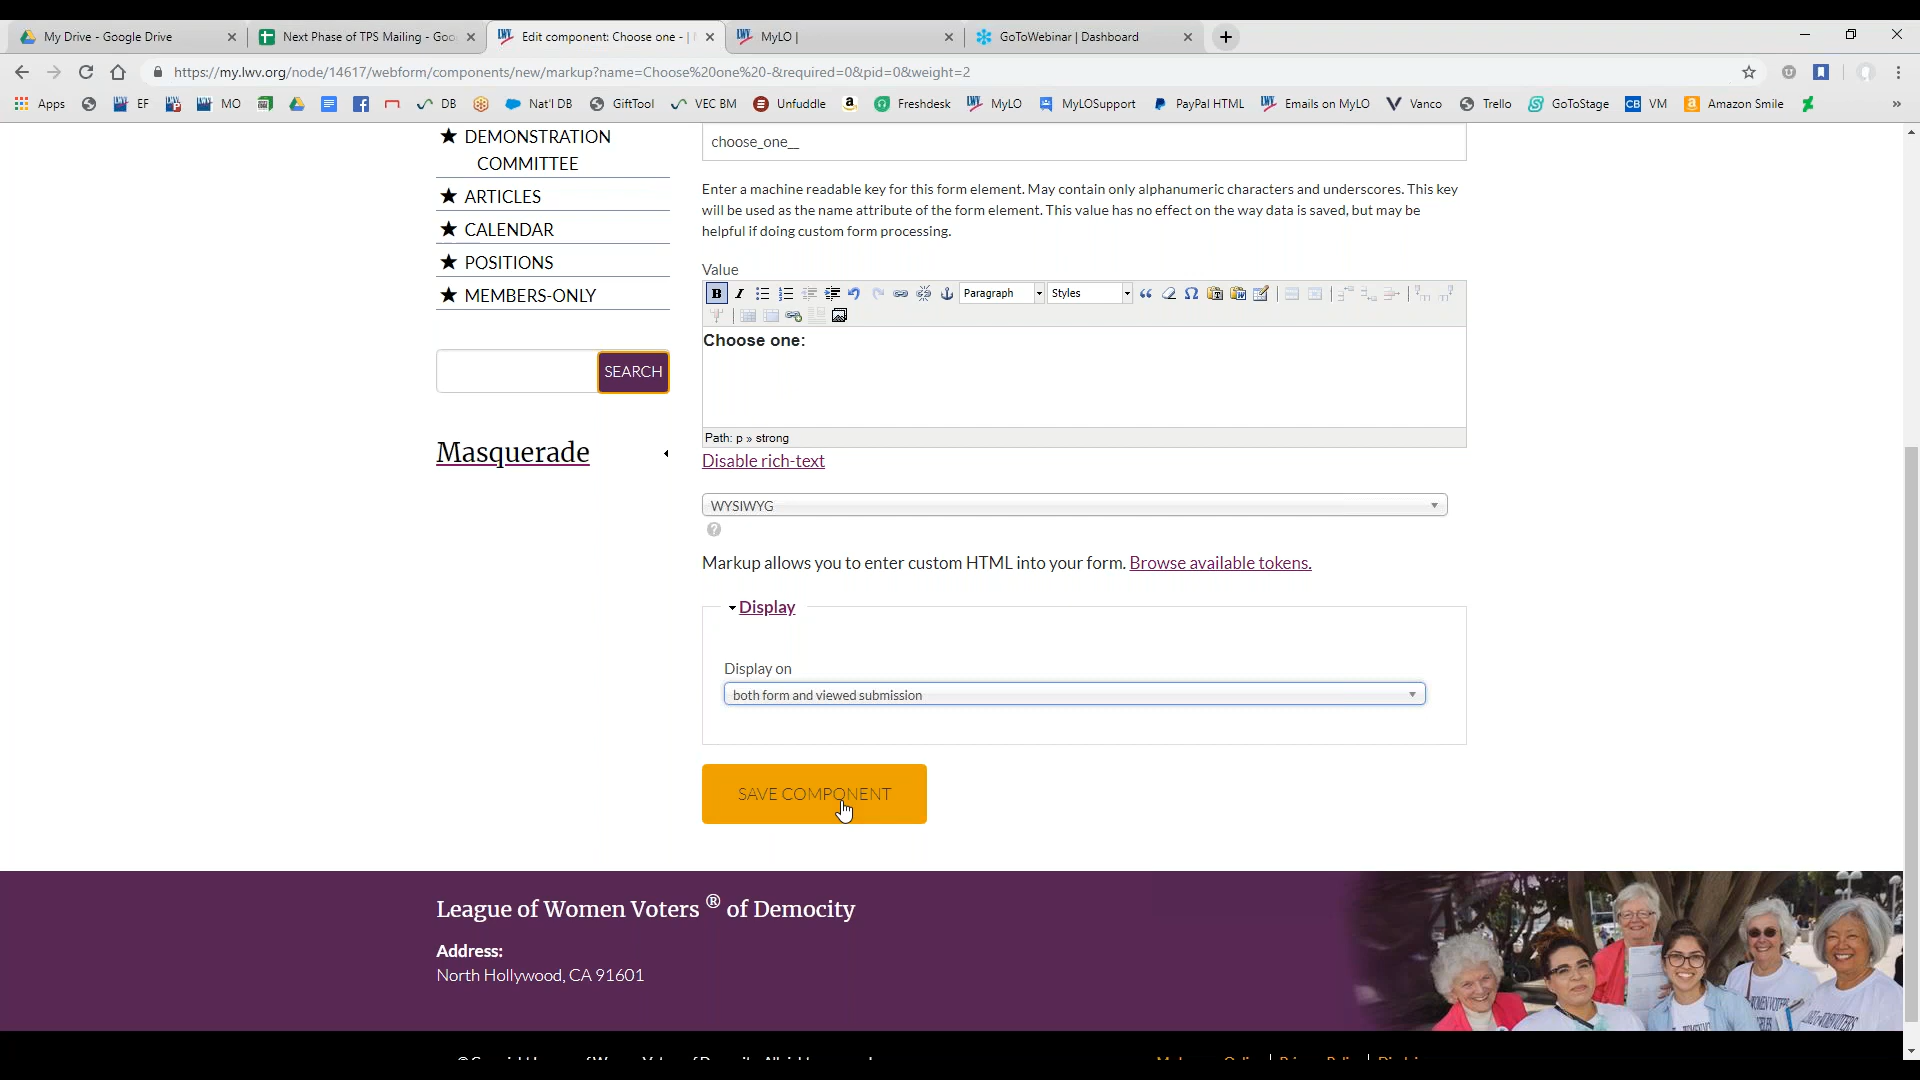 My Drive - Google Drive
Next Phase of TPS Mailing - Goo
Edit component: Choose one - |
MyLO |
GoToWebinar | Dashboard
https://my.lwv.org/node/14617/webform/components/new/markup?name=Choose%20one%20-&required=0&pid=0&weight=2
Apps EF MO DB Nat'l DB GiftTool VEC BM Unfuddle Freshdesk MyLO MyLOSupport PayPal HTML Emails on MyLO Vanco Trello GoToStage VM Amazon Smile
DEMONSTRATION
COMMITTEE
ARTICLES
CALENDAR
POSITIONS
MEMBERS-ONLY
SEARCH
Masquerade
choose_one__
Enter a machine readable key for this form element. May contain only alphanumeric characters and underscores. This key
will be used as the name attribute of the form element. This value has no effect on the way data is saved, but may be
helpful if doing custom form processing.
Value
B I Paragraph Styles
Choose one:
Path: p » strong
Disable rich-text
WYSIWYG
?
Markup allows you to enter custom HTML into your form. Browse available tokens.
Display
Display on
both form and viewed submission
SAVE COMPONENT
League of Women Voters ® of Democity
Address:
North Hollywood, CA 91601